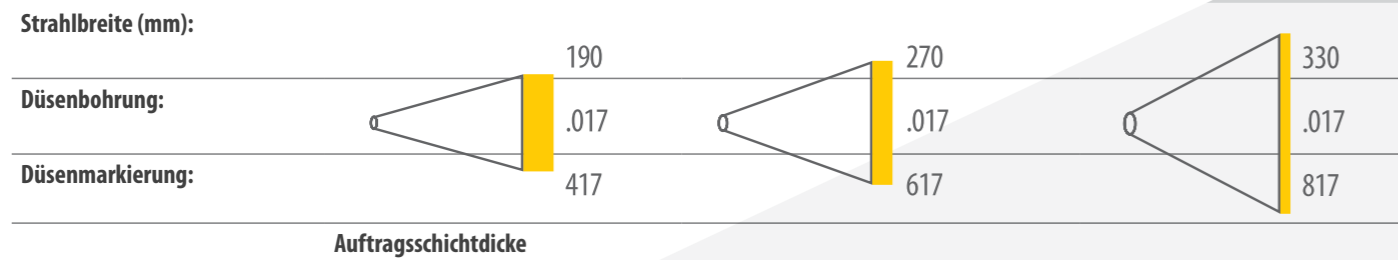 Strahlbreite (mm):
190 270 330
Düsenbohrung:
.017 .017 .017
Düsenmarkierung:
417 617 817
Auftragsschichtdicke